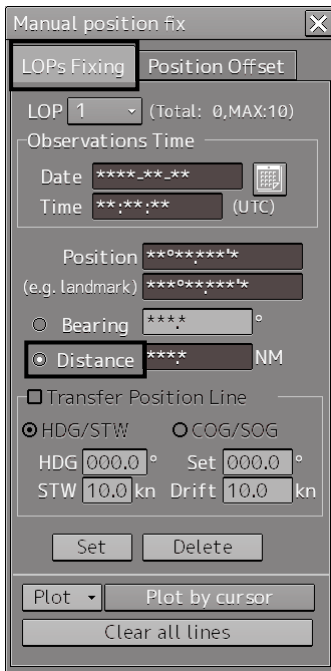 Manual position fix
LOPs Fixing Position Offset
LOP 1 (Total: 0,MAX:10)
Observations Time
Date ****-**-**
Time **:**:** (UTC)
Position **°**.***'*
(e.g. landmark) ***°**.***'*
Bearing ***.* °
Distance ***.* NM
Transfer Position Line
HDG/STW COG/SOG
HDG 000.0 ° Set 000.0 °
STW 10.0 kn Drift 10.0 kn
Set Delete
Plot Plot by cursor
Clear all lines